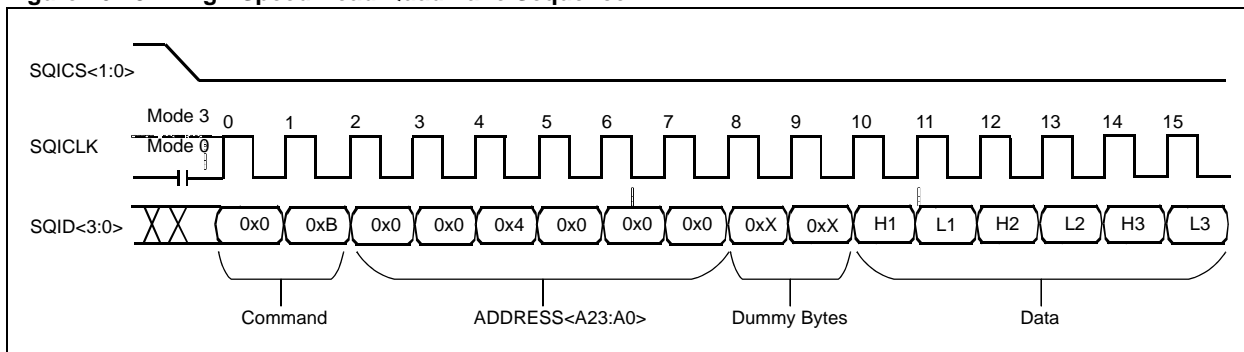 SQICS<1:0>
Mode 3
0 1 2 3 4 5 6 7 8 9 10 11 12 13 14 15
SQICLK
Mode 0
SQID<3:0> 0x0 0xB 0x0 0x0 0x4 0x0 0x0 0x0 0xX 0xX H1 L1 H2 L2 H3 L3
Command ADDRESS<A23:A0> Dummy Bytes Data